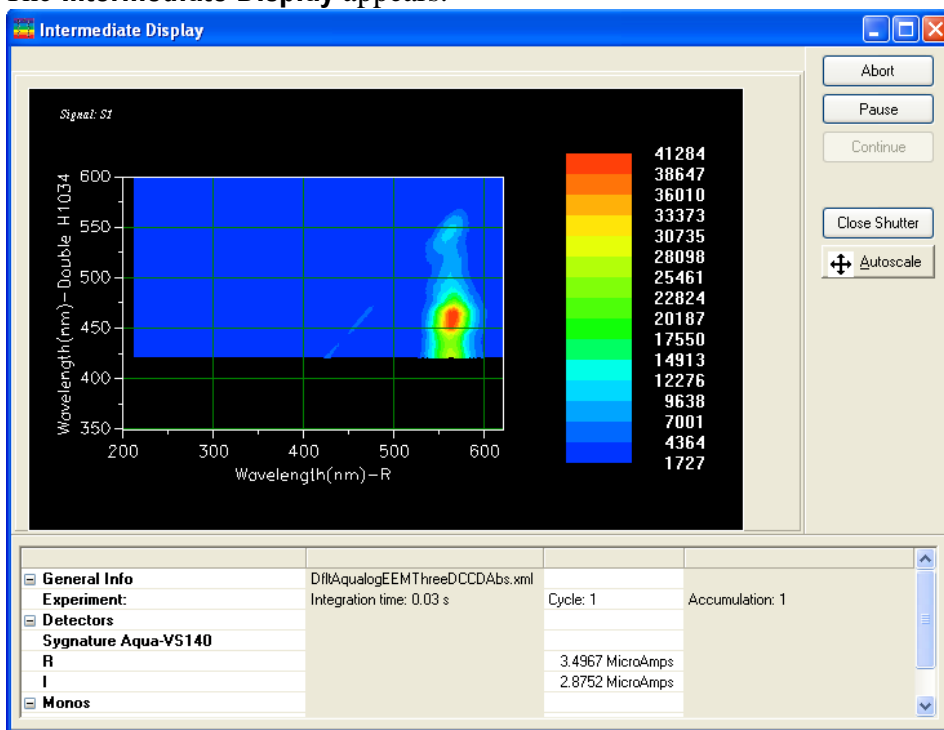 The Intermediate Display appears.
Intermediate Display
Abort
Pause
Continue
Close Shutter
Autoscale
Signal: S1
Wavelength(nm)-Double H1034
600
550
500
450
400
350
200 300 400 500 600
Wavelength(nm)-R
41284
38647
36010
33373
30735
28098
25461
22824
20187
17550
14913
12276
9638
7001
4364
1727
General Info DfltAqualogEEMThreeDCCDAbs.xml
Experiment: Integration time: 0.03 s Cycle: 1 Accumulation: 1
Detectors
Sygnature Aqua-VS140
R 3.4967 MicroAmps
I 2.8752 MicroAmps
Monos